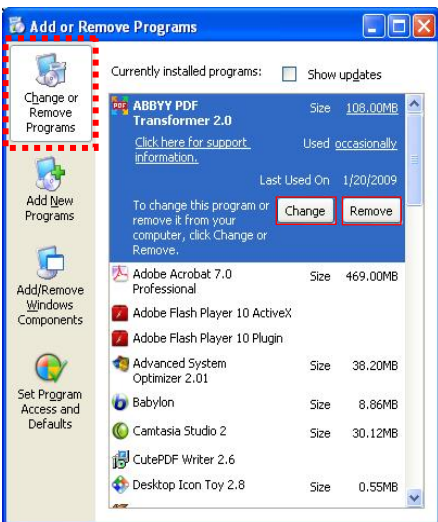 Add or Remove Programs
Change or
Remove
Programs
Add New
Programs
Add/Remove
Windows
Components
Set Program
Access and
Defaults
Currently installed programs:
Show updates
PDF
ABBYY PDF
Transformer 2.0
Size 108.00MB
Click here for support
information.
Used occasionally
Last Used On 1/20/2009
To change this program or
remove it from your
computer, click Change or
Remove.
Change
Remove
Adobe Acrobat 7.0
Professional
Size 469.00MB
Adobe Flash Player 10 ActiveX
Adobe Flash Player 10 Plugin
Advanced System
Optimizer 2.01
Size 38.20MB
Babylon
Size 8.86MB
Camtasia Studio 2
Size 30.12MB
CutePDF Writer 2.6
Desktop Icon Toy 2.8
Size 0.55MB